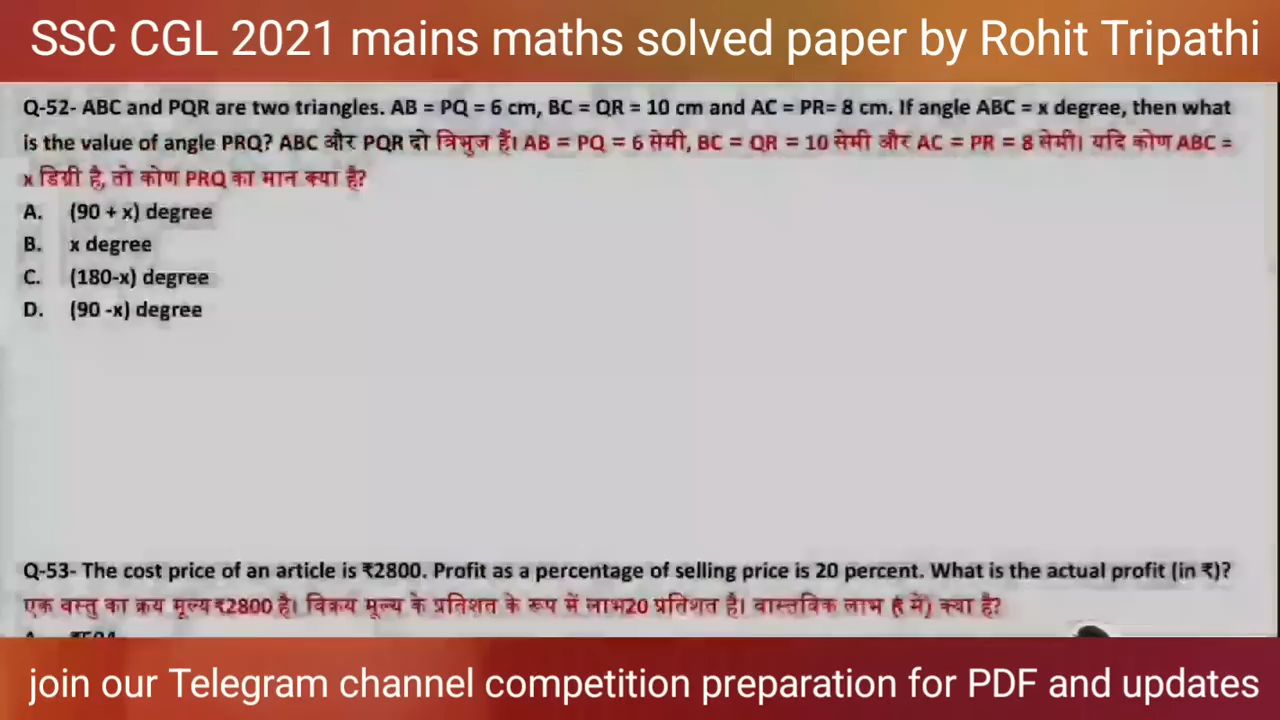 SSC CGL 2021 mains maths solved paper by Rohit Tripathi
Q-52- ABC and PQR are two triangles. AB = PQ = 6 cm, BC = QR = 10 cm and AC = PR= 8 cm. If angle ABC = x degree, then what
is the value of angle PRQ? ABC और PQR दो त्रिभुज हैं। AB = PQ = 6 सेमी, BC = QR = 10 सेमी और AC = PR = 8 सेमी। यदि कोण ABC =
x डिग्री है, तो कोण PRQ का मान क्या है?
A. (90 + x) degree
B. x degree
C. (180-x) degree
D. (90 -x) degree
Q-53- The cost price of an article is ₹2800. Profit as a percentage of selling price is 20 percent. What is the actual profit (in ₹)?
एक वस्तु का क्रय मूल्य ₹2800 है। विक्रय मूल्य के प्रतिशत के रूप में लाभ20 प्रतिशत है। वास्तविक लाभ (₹ में) क्या है?
join our Telegram channel competition preparation for PDF and updates